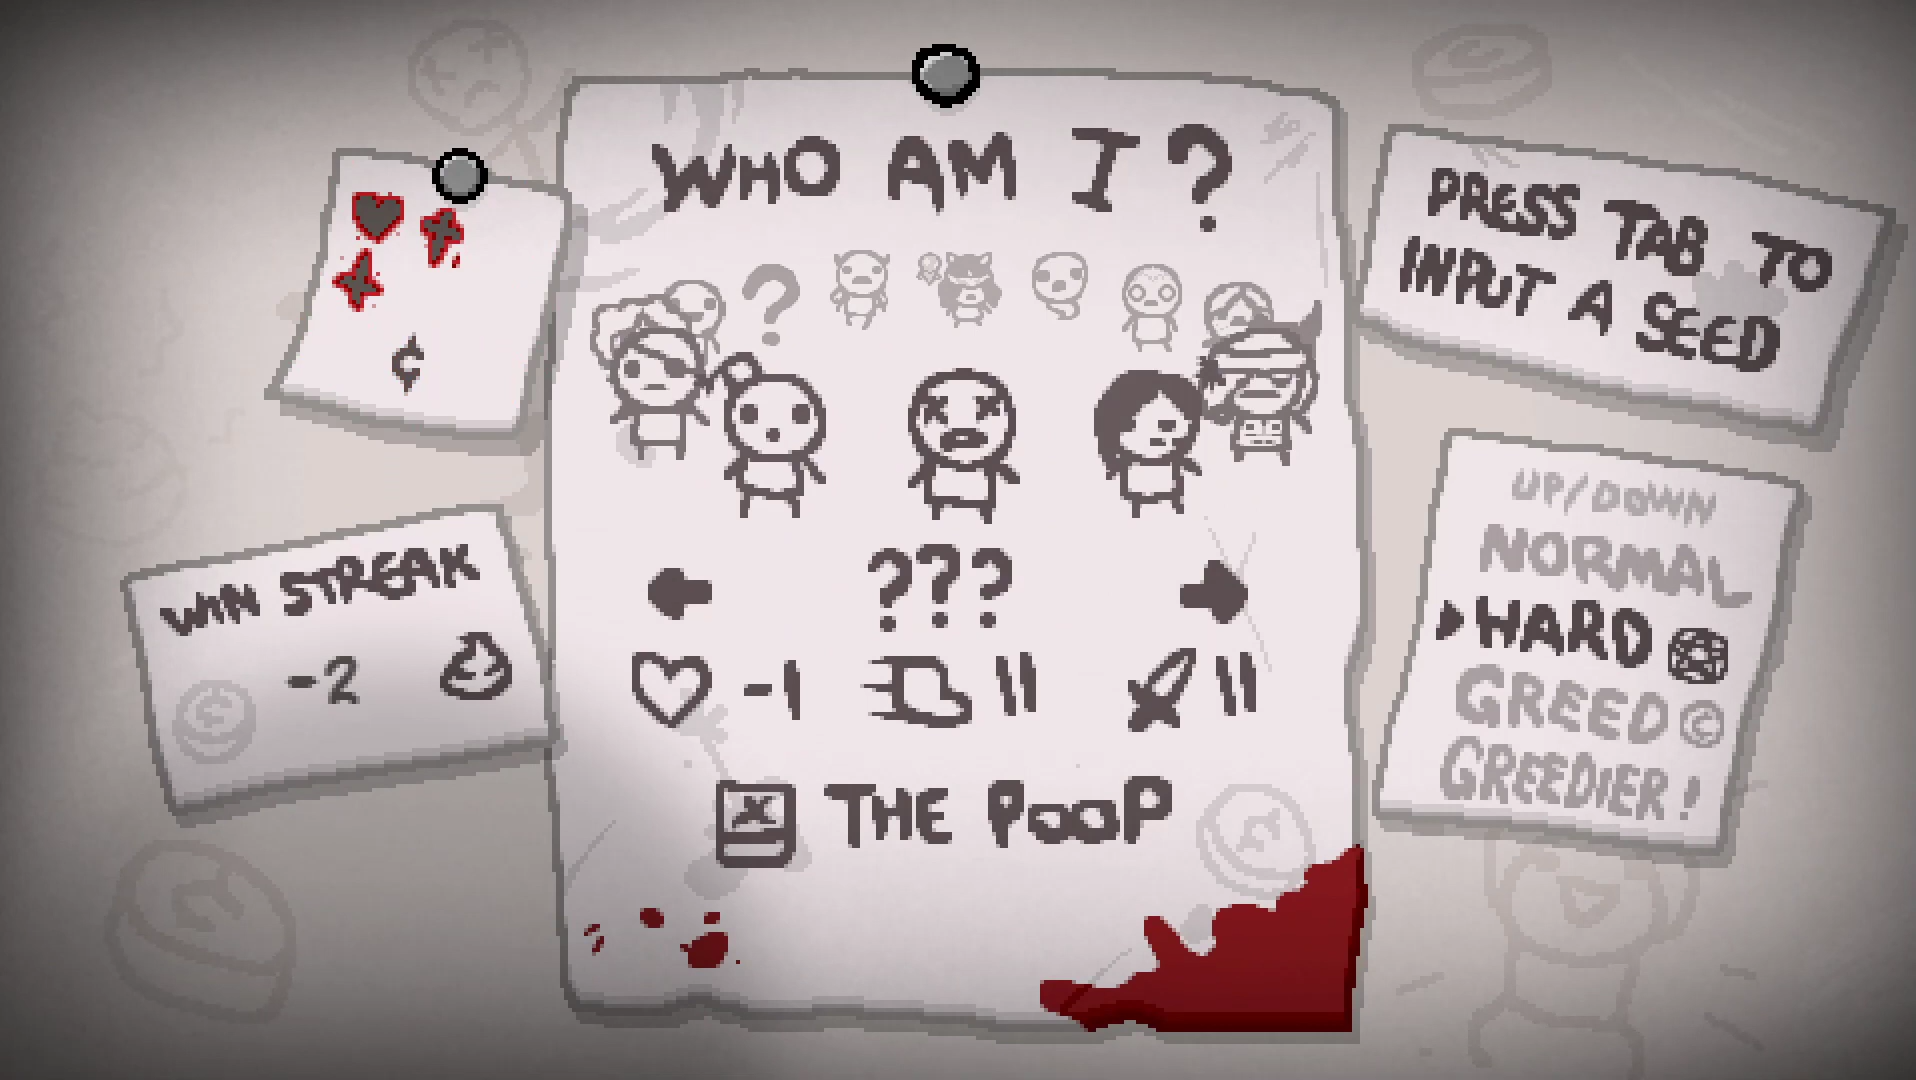 WHO AM I?
¢
PRESS TAB TO
INPUT A SEED
WIN STREAK
-2
?
???
-1
THE POOP
UP/DOWN
NORMAL
HARD
GREED ©
GREEDIER!